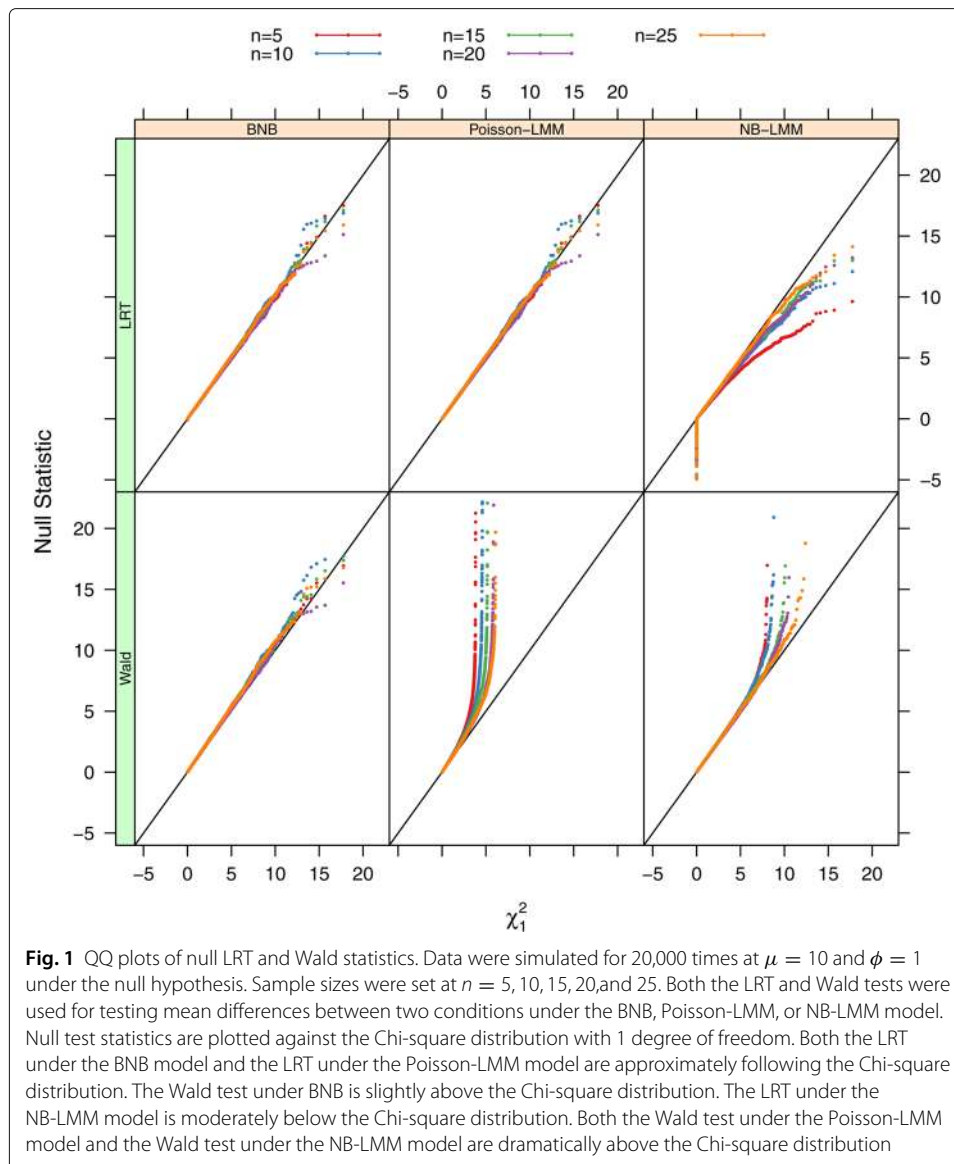 n=5 n=15 n=25
n=10 n=20
−5 0 5 10 15 20
BNB Poisson−LMM NB−LMM
LRT
20
15
10
5
0
−5
Null Statistic
Wald
20
15
10
5
0
−5
−5 0 5 10 15 20 −5 0 5 10 15 20
χ²₁
Fig. 1 QQ plots of null LRT and Wald statistics. Data were simulated for 20,000 times at μ = 10 and ϕ = 1
under the null hypothesis. Sample sizes were set at n = 5, 10, 15, 20,and 25. Both the LRT and Wald tests were
used for testing mean differences between two conditions under the BNB, Poisson-LMM, or NB-LMM model.
Null test statistics are plotted against the Chi-square distribution with 1 degree of freedom. Both the LRT
under the BNB model and the LRT under the Poisson-LMM model are approximately following the Chi-square
distribution. The Wald test under BNB is slightly above the Chi-square distribution. The LRT under the
NB-LMM model is moderately below the Chi-square distribution. Both the Wald test under the Poisson-LMM
model and the Wald test under the NB-LMM model are dramatically above the Chi-square distribution